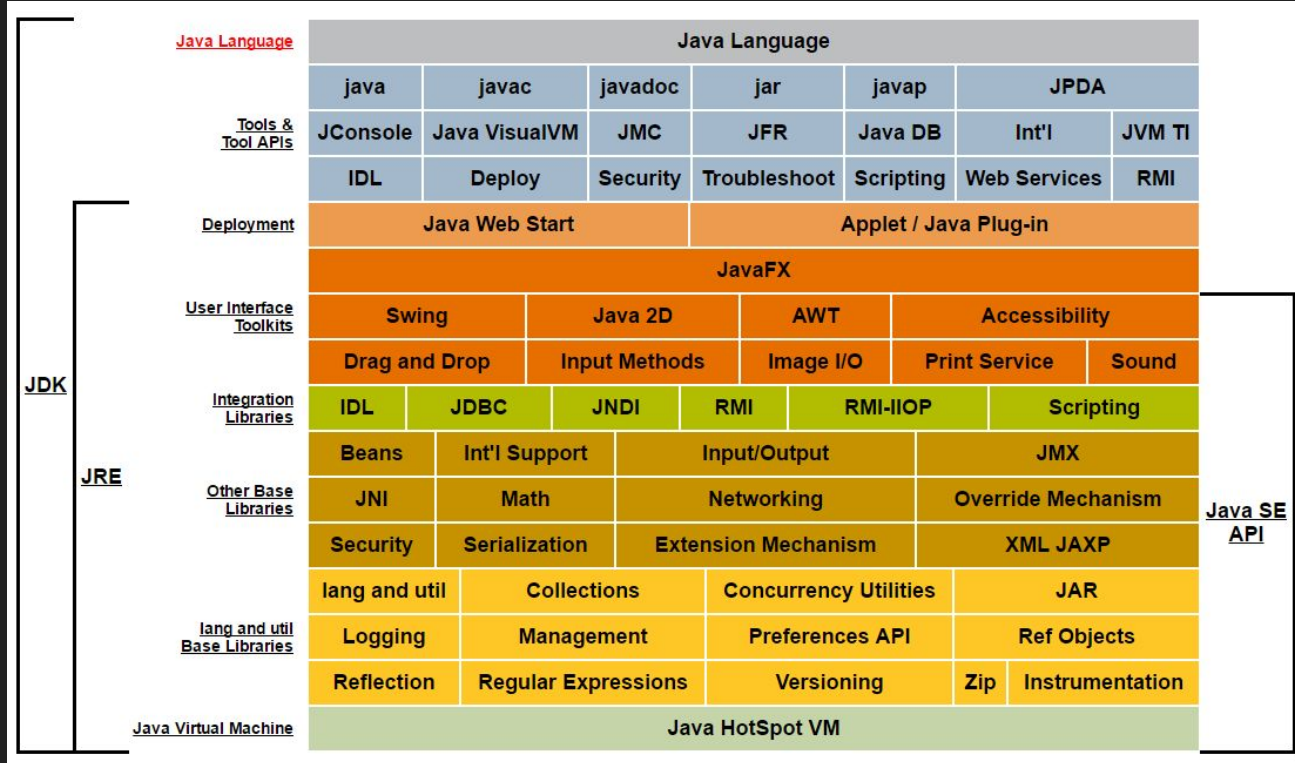 Java Language
Java Language
java javac javadoc jar javap JPDA
Tools &
Tool APIs
JConsole Java VisualVM JMC JFR Java DB Int'l JVM TI
IDL Deploy Security Troubleshoot Scripting Web Services RMI
Deployment
Java Web Start Applet / Java Plug-in
JavaFX
User Interface
Toolkits
Swing Java 2D AWT Accessibility
Drag and Drop Input Methods Image I/O Print Service Sound
JDK
Integration
Libraries
IDL JDBC JNDI RMI RMI-IIOP Scripting
Beans Int'l Support Input/Output JMX
JRE
Other Base
Libraries
JNI Math Networking Override Mechanism
Java SE
API
Security Serialization Extension Mechanism XML JAXP
lang and util Collections Concurrency Utilities JAR
lang and util
Base Libraries
Logging Management Preferences API Ref Objects
Reflection Regular Expressions Versioning Zip Instrumentation
Java Virtual Machine
Java HotSpot VM